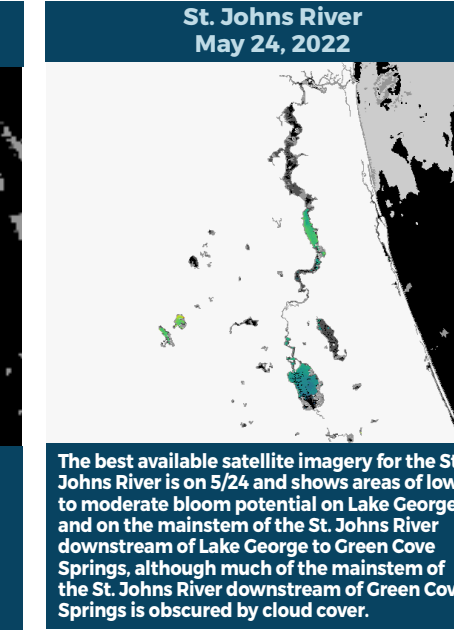 St. Johns River
May 24, 2022
The best available satellite imagery for the St
Johns River is on 5/24 and shows areas of low
to moderate bloom potential on Lake George
and on the mainstem of the St. Johns River
downstream of Lake George to Green Cove
Springs, although much of the mainstem of
the St. Johns River downstream of Green Cov
Springs is obscured by cloud cover.